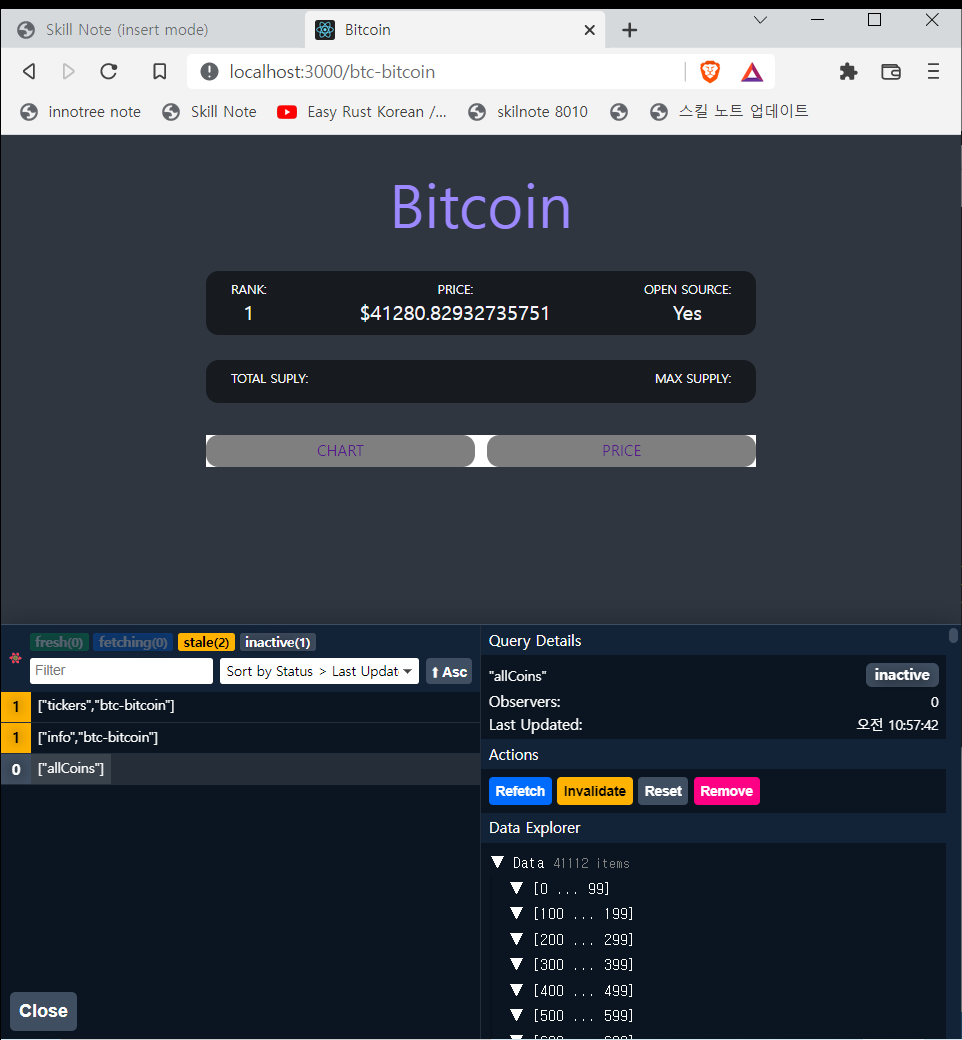 Skill Note (insert mode)
Bitcoin
localhost:3000/btc-bitcoin
innotree note
Skill Note
Easy Rust Korean /...
skilnote 8010
스킬 노트 업데이트
Bitcoin
RANK: PRICE: OPEN SOURCE:
1 $41280.82932735751 Yes
TOTAL SUPLY: MAX SUPPLY:
CHART PRICE
fresh(0) fetching(0) stale(2) inactive(1)
Filter Sort by Status > Last Updat Asc
1 ["tickers","btc-bitcoin"]
1 ["info","btc-bitcoin"]
0 ["allCoins"]
Close
Query Details
"allCoins" inactive
Observers: 0
Last Updated: 오전 10:57:42
Actions
Refetch Invalidate Reset Remove
Data Explorer
Data 41112 items
[0 ... 99]
[100 ... 199]
[200 ... 299]
[300 ... 399]
[400 ... 499]
[500 ... 599]